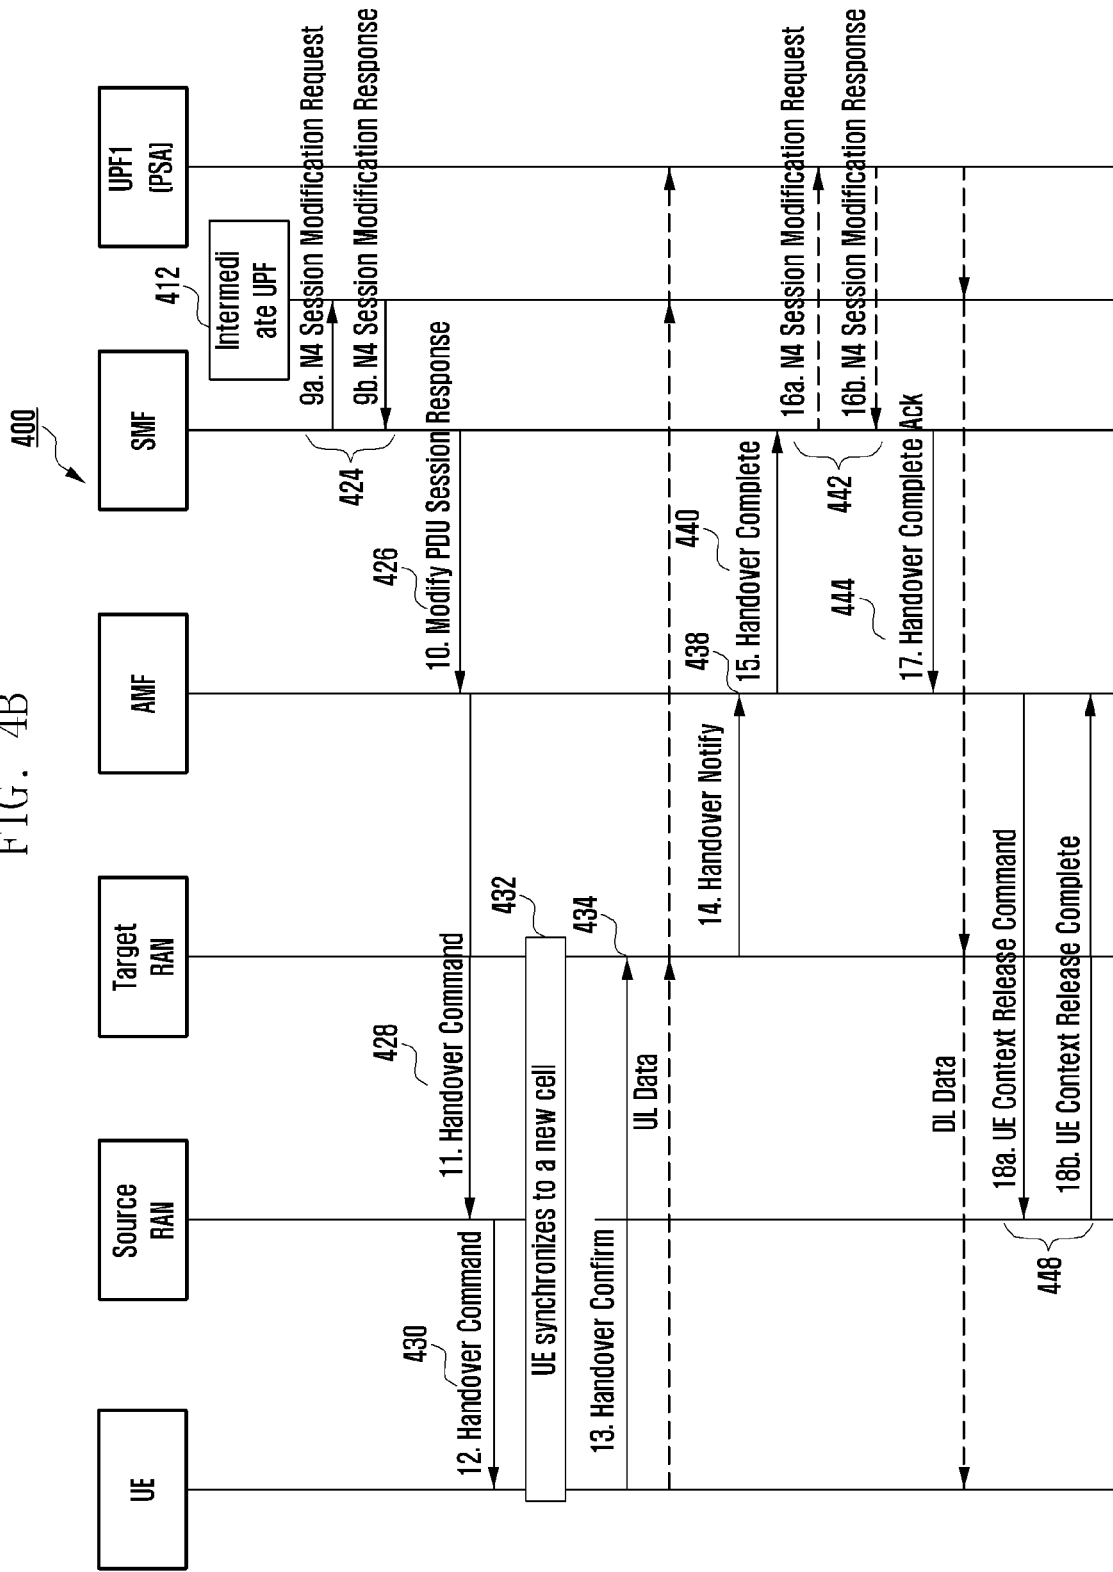 FIG. 4B
400
UE
Source
RAN
Target
RAN
AMF
SMF
UPF1
(PSA)
412
Intermedi
ate UPF
9a. N4 Session Modification Request
424
9b. N4 Session Modification Response
426
10. Modify PDU Session Response
428
11. Handover Command
430
12. Handover Command
432
UE synchronizes to a new cell
434
13. Handover Confirm
UL Data
14. Handover Notify
438
440
15. Handover Complete
16a. N4 Session Modification Request
442
16b. N4 Session Modification Response
444
17. Handover Complete Ack
DL Data
18a. UE Context Release Command
448
18b. UE Context Release Complete